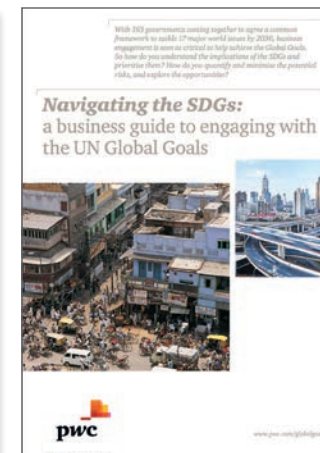 With 193 governments coming together to agree a common
framework to tackle 17 major world issues by 2030, business
engagement is seen as critical to help achieve the Global Goals.
So how do you understand the implications of the SDGs and
prioritise them? How do you quantify and minimise the potential
risks, and explore the opportunities?
Navigating the SDGs:
a business guide to engaging with
the UN Global Goals
pwc